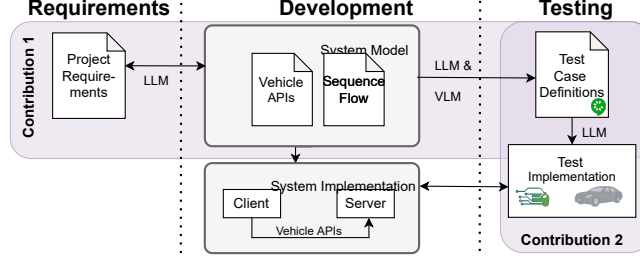 Requirements
Development
Testing
Contribution 1
Project
Require-
ments
LLM
System Model
Vehicle
APIs
Sequence
Flow
LLM &
VLM
Test
Case
Definitions
LLM
System Implementation
Client
Server
Vehicle APIs
Test
Implementation
Contribution 2